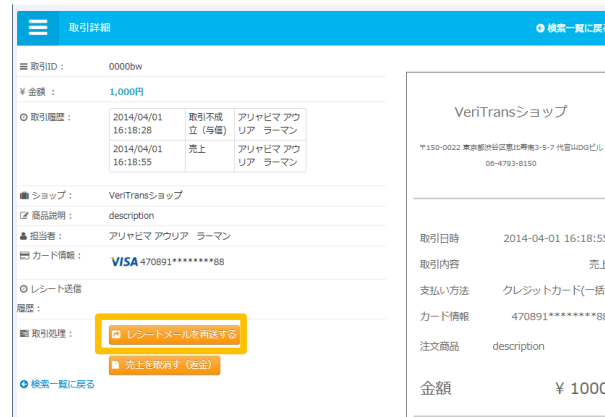 取引詳細
検索一覧に戻る
取引ID： 0000bw
¥ 金額 ： 1,000円
取引履歴：
2014/04/01 16:18:28 取引不成立（与信） アリャビマ アウリア ラーマン
2014/04/01 16:18:55 売上 アリャビマ アウリア ラーマン
ショップ： VeriTransショップ
商品説明： description
担当者： アリャビマ アウリア ラーマン
カード情報： VISA 470891********88
レシート送信履歴：
取引処理： レシートメールを再送する
売上を取消す（返金）
検索一覧に戻る
VeriTransショップ
〒150-0022 東京都渋谷区恵比寿南3-5-7 代官山DGビル
06-4793-8150
取引日時 2014-04-01 16:18:55
取引内容 売上
支払い方法 クレジットカード(一括
カード情報 470891********88
注文商品 description
金額 ¥ 1000